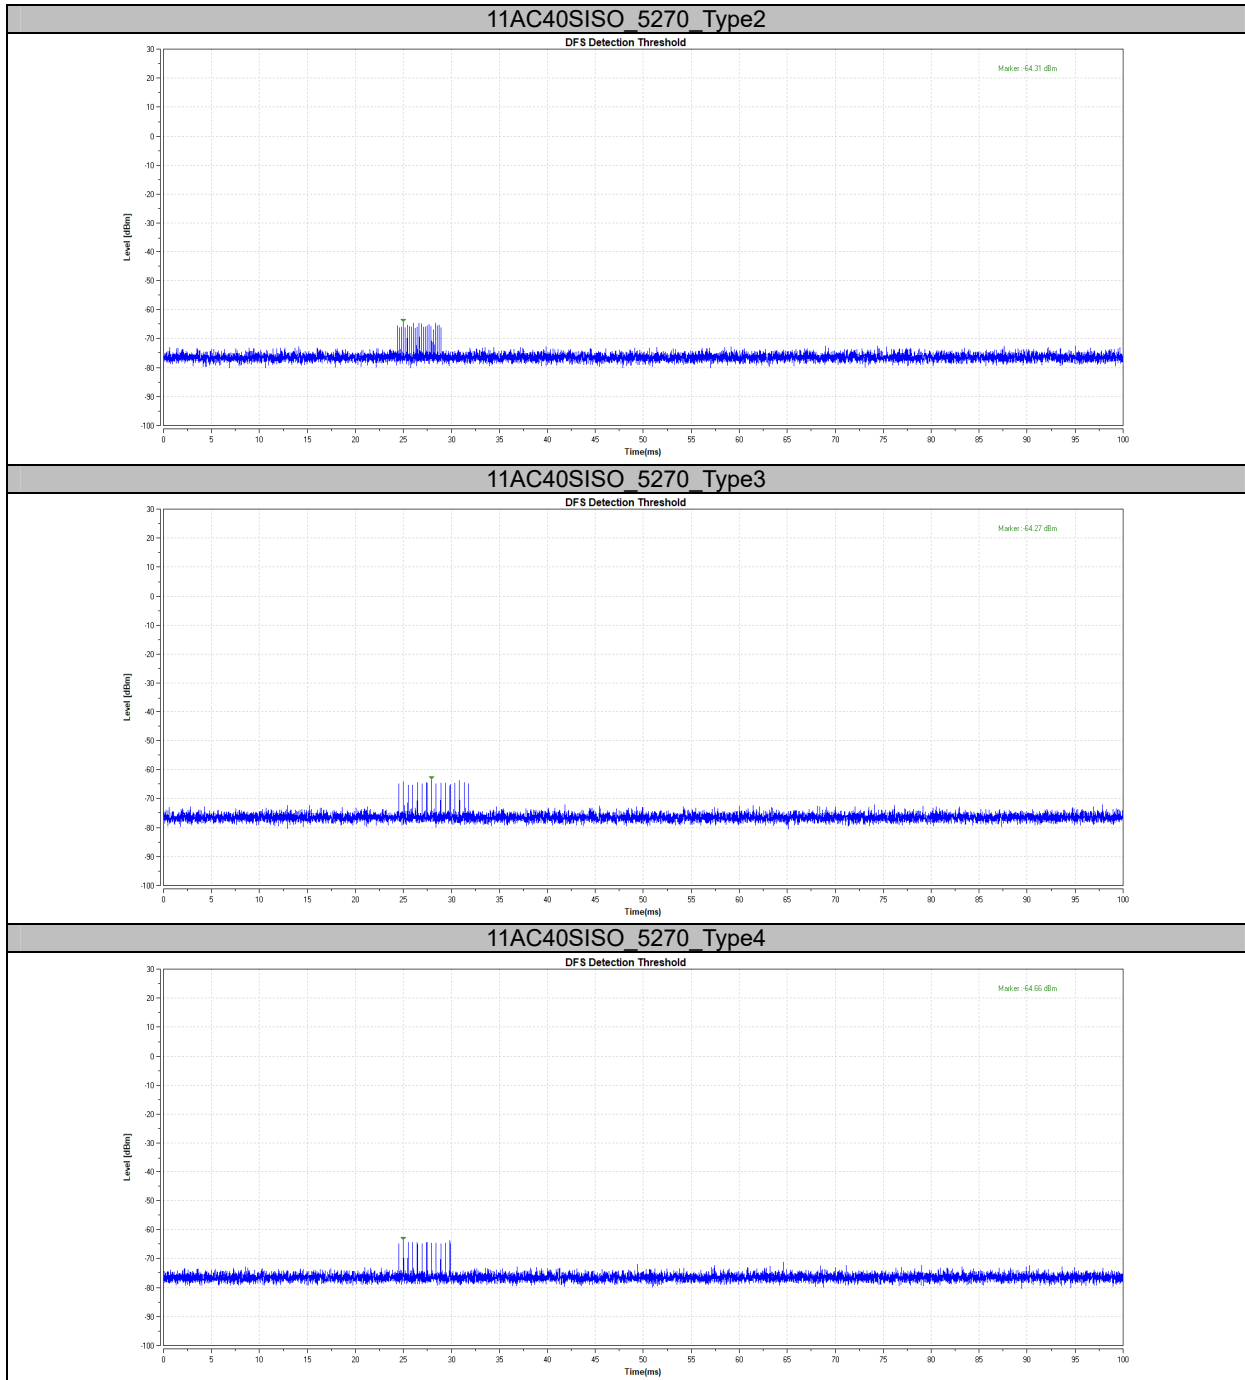 11AC40SISO_5270_Type2
DFS Detection Threshold
Marker :-64.31 dBm
30
20
10
0
-10
-20
-30
-40
-50
-60
-70
-80
-90
-100
Level [dBm]
0 5 10 15 20 25 30 35 40 45 50 55 60 65 70 75 80 85 90 95 100
Time(ms)
11AC40SISO_5270_Type3
DFS Detection Threshold
Marker :-64.27 dBm
30
20
10
0
-10
-20
-30
-40
-50
-60
-70
-80
-90
-100
Level [dBm]
0 5 10 15 20 25 30 35 40 45 50 55 60 65 70 75 80 85 90 95 100
Time(ms)
11AC40SISO_5270_Type4
DFS Detection Threshold
Marker :-64.66 dBm
30
20
10
0
-10
-20
-30
-40
-50
-60
-70
-80
-90
-100
Level [dBm]
0 5 10 15 20 25 30 35 40 45 50 55 60 65 70 75 80 85 90 95 100
Time(ms)